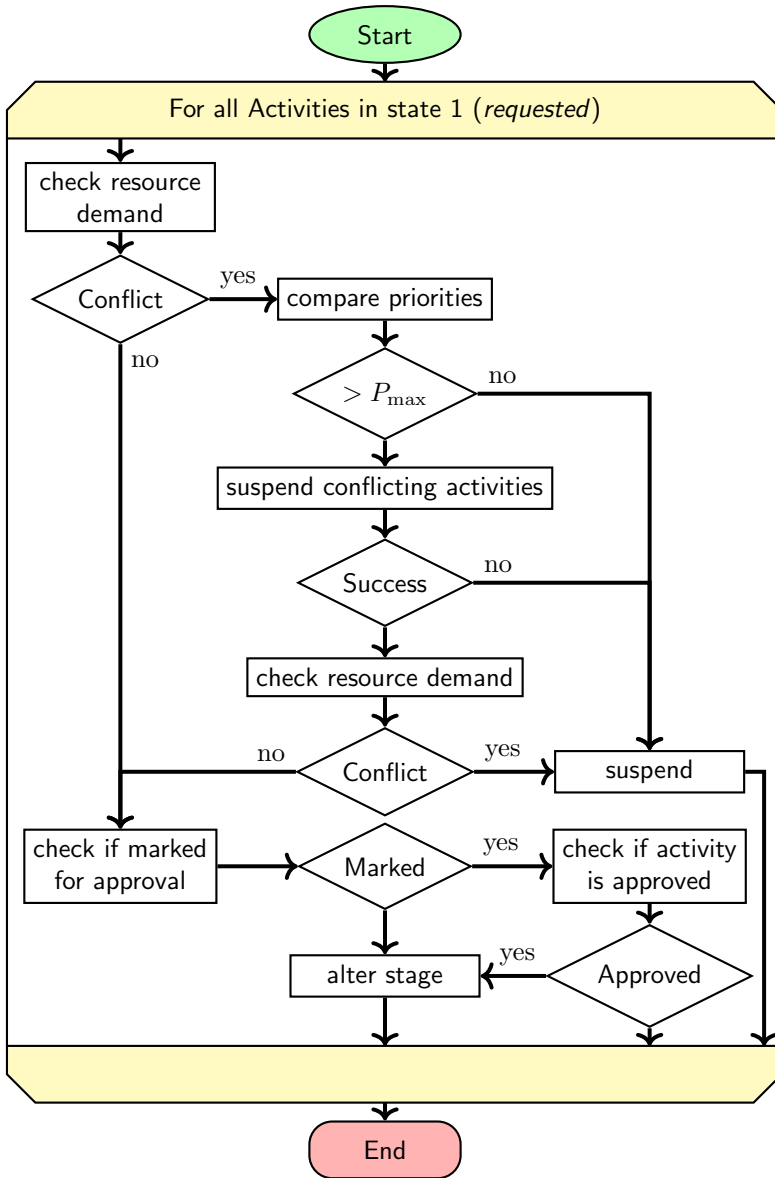 Start
For all Activities in state 1 (requested)
check resource
demand
Conflict
yes
compare priorities
no
> Pmax
no
suspend conflicting activities
Success
no
check resource demand
no
Conflict
yes
suspend
check if marked
for approval
Marked
yes
check if activity
is approved
alter stage
yes
Approved
End